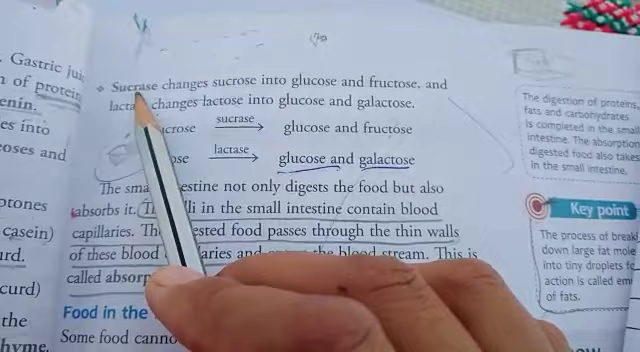 . Gastric jui
n of protein
enin.
es into
oses and
ptones
casein)
rd.
curd)
the
hyme.
Sucrase changes sucrose into glucose and fructose, and
lacta changes lactose into glucose and galactose.
crose sucrase → glucose and fructose
ose lactase → glucose and galactose
The sma estine not only digests the food but also
absorbs it. lli in the small intestine contain blood
capillaries. Th ested food passes through the thin walls
of these blood aries and the blood stream. This is
called absorp
Food in the
Some food canno
The digestion of proteins,
fats and carbohydrates
is completed in the small
intestine. The absorption
digested food also takes
in the small intestine.
Key point
The process of break
down large fat mole
into tiny droplets fo
action is called em
of fats.